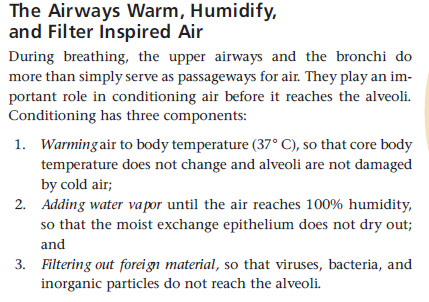 The Airways Warm, Humidify,
and Filter Inspired Air
During breathing, the upper airways and the bronchi do
more than simply serve as passageways for air. They play an im-
portant role in conditioning air before it reaches the alveoli.
Conditioning has three components:
1. Warming air to body temperature (37° C), so that core body
temperature does not change and alveoli are not damaged
by cold air;
2. Adding water vapor until the air reaches 100% humidity,
so that the moist exchange epithelium does not dry out;
and
3. Filtering out foreign material, so that viruses, bacteria, and
inorganic particles do not reach the alveoli.